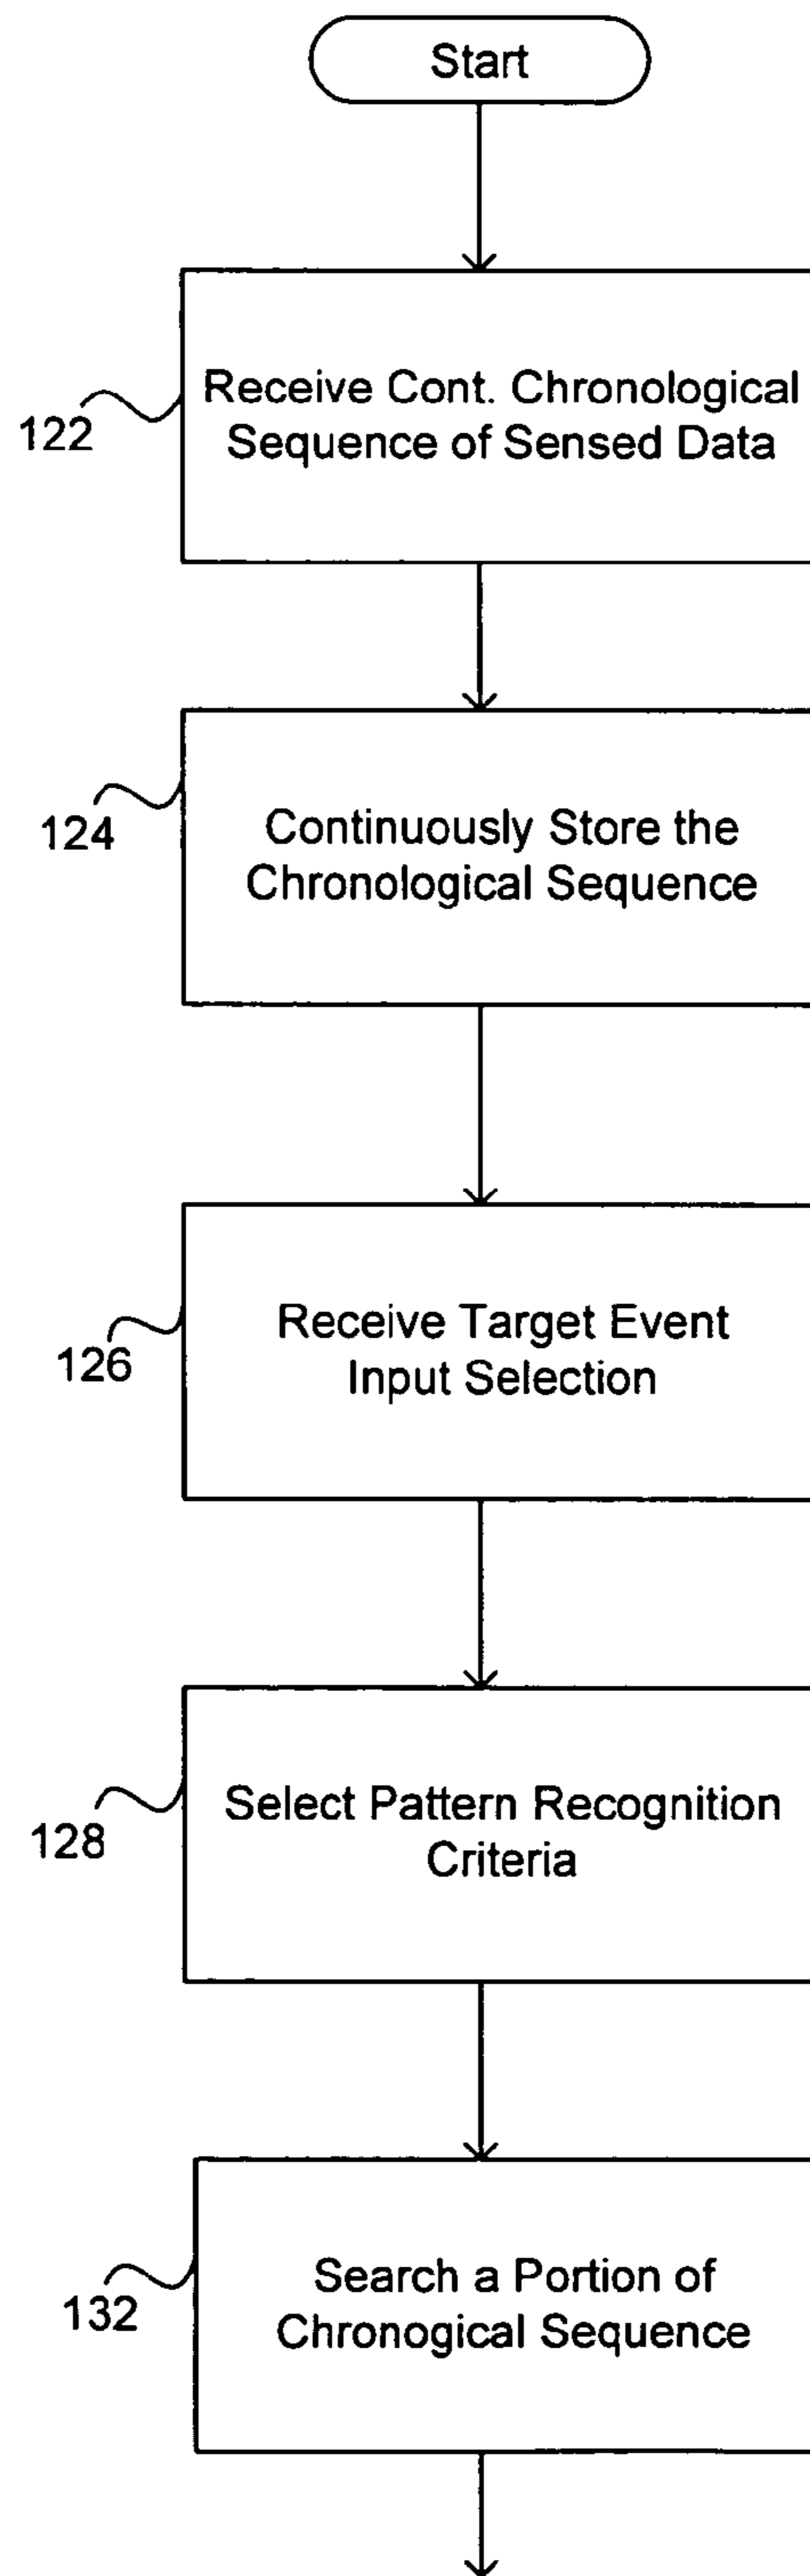 Start
122
Receive Cont. Chronological
Sequence of Sensed Data
124
Continuously Store the
Chronological Sequence
126
Receive Target Event
Input Selection
128
Select Pattern Recognition
Criteria
132
Search a Portion of
Chronogical Sequence